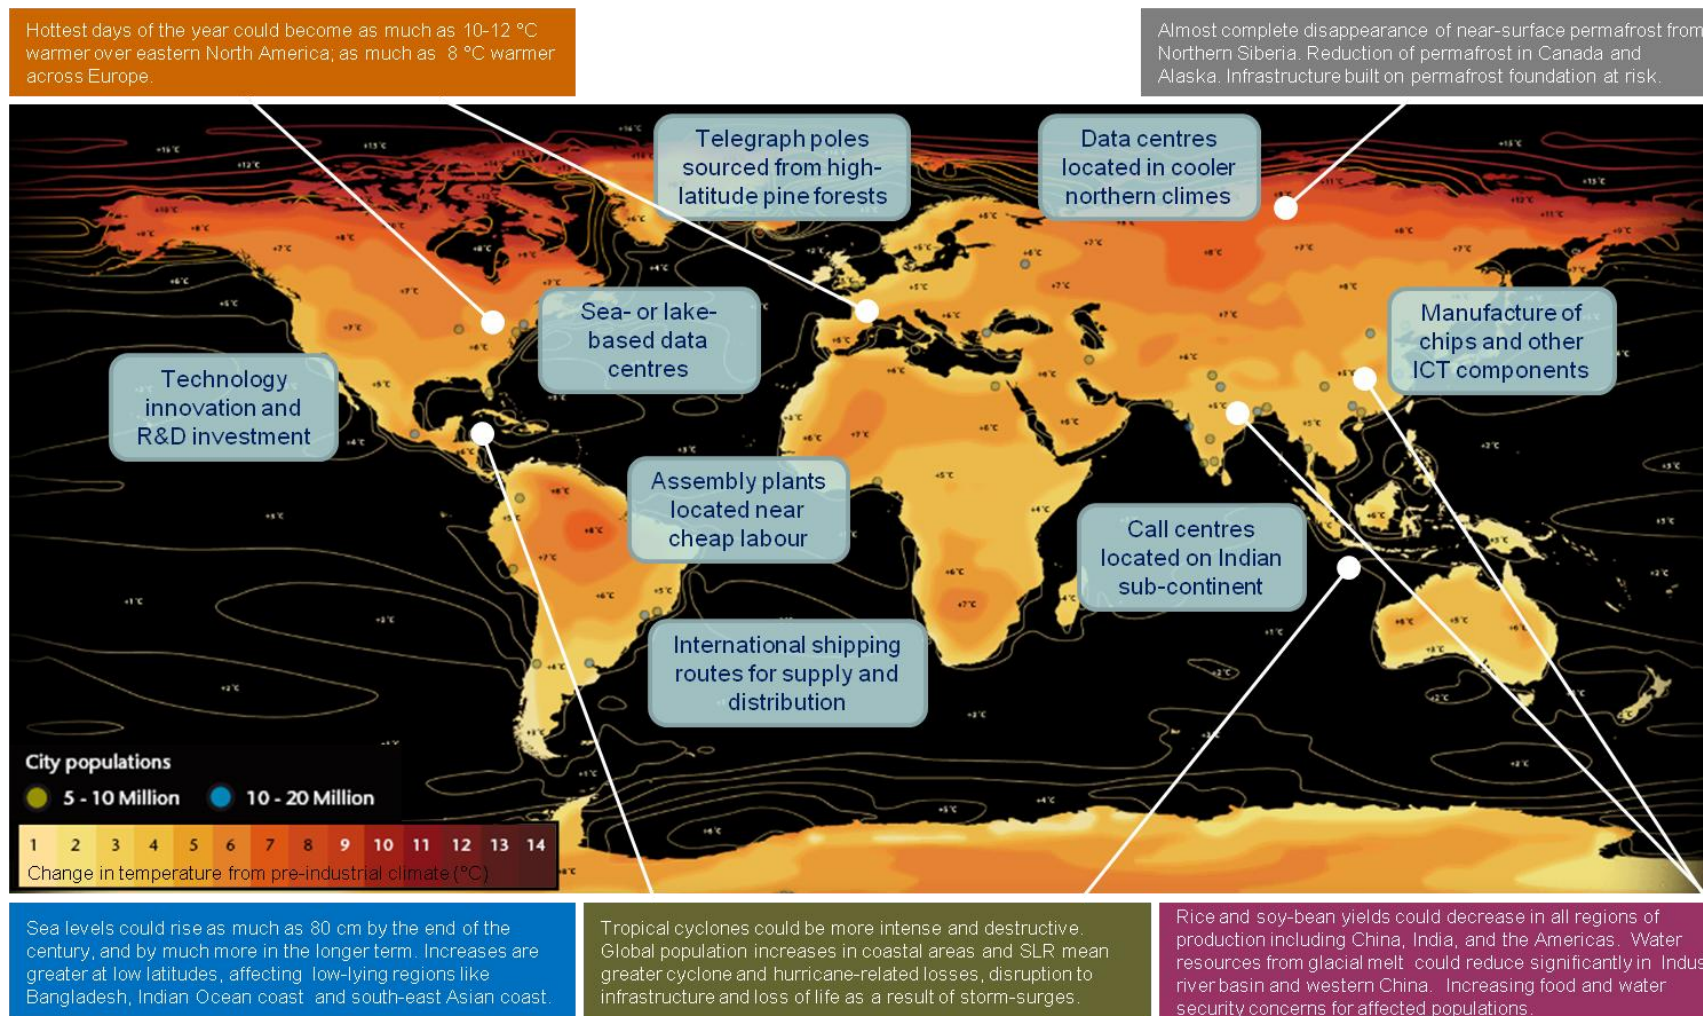 Hottest days of the year could become as much as 10-12 °C
warmer over eastern North America; as much as 8 °C warmer
across Europe.
Almost complete disappearance of near-surface permafrost from
Northern Siberia. Reduction of permafrost in Canada and
Alaska. Infrastructure built on permafrost foundation at risk.
Telegraph poles
sourced from high-
latitude pine forests
Data centres
located in cooler
northern climes
Sea- or lake-
based data
centres
Manufacture of
chips and other
ICT components
Technology
innovation and
R&D investment
Assembly plants
located near
cheap labour
Call centres
located on Indian
sub-continent
International shipping
routes for supply and
distribution
City populations
5 - 10 Million
10 - 20 Million
1 2 3 4 5 6 7 8 9 10 11 12 13 14
Change in temperature from pre-industrial climate (°C)
Sea levels could rise as much as 80 cm by the end of the
century, and by much more in the longer term. Increases are
greater at low latitudes, affecting low-lying regions like
Bangladesh, Indian Ocean coast and south-east Asian coast.
Tropical cyclones could be more intense and destructive.
Global population increases in coastal areas and SLR mean
greater cyclone and hurricane-related losses, disruption to
infrastructure and loss of life as a result of storm-surges.
Rice and soy-bean yields could decrease in all regions of
production including China, India, and the Americas. Water
resources from glacial melt could reduce significantly in Indus
river basin and western China. Increasing food and water
security concerns for affected populations.